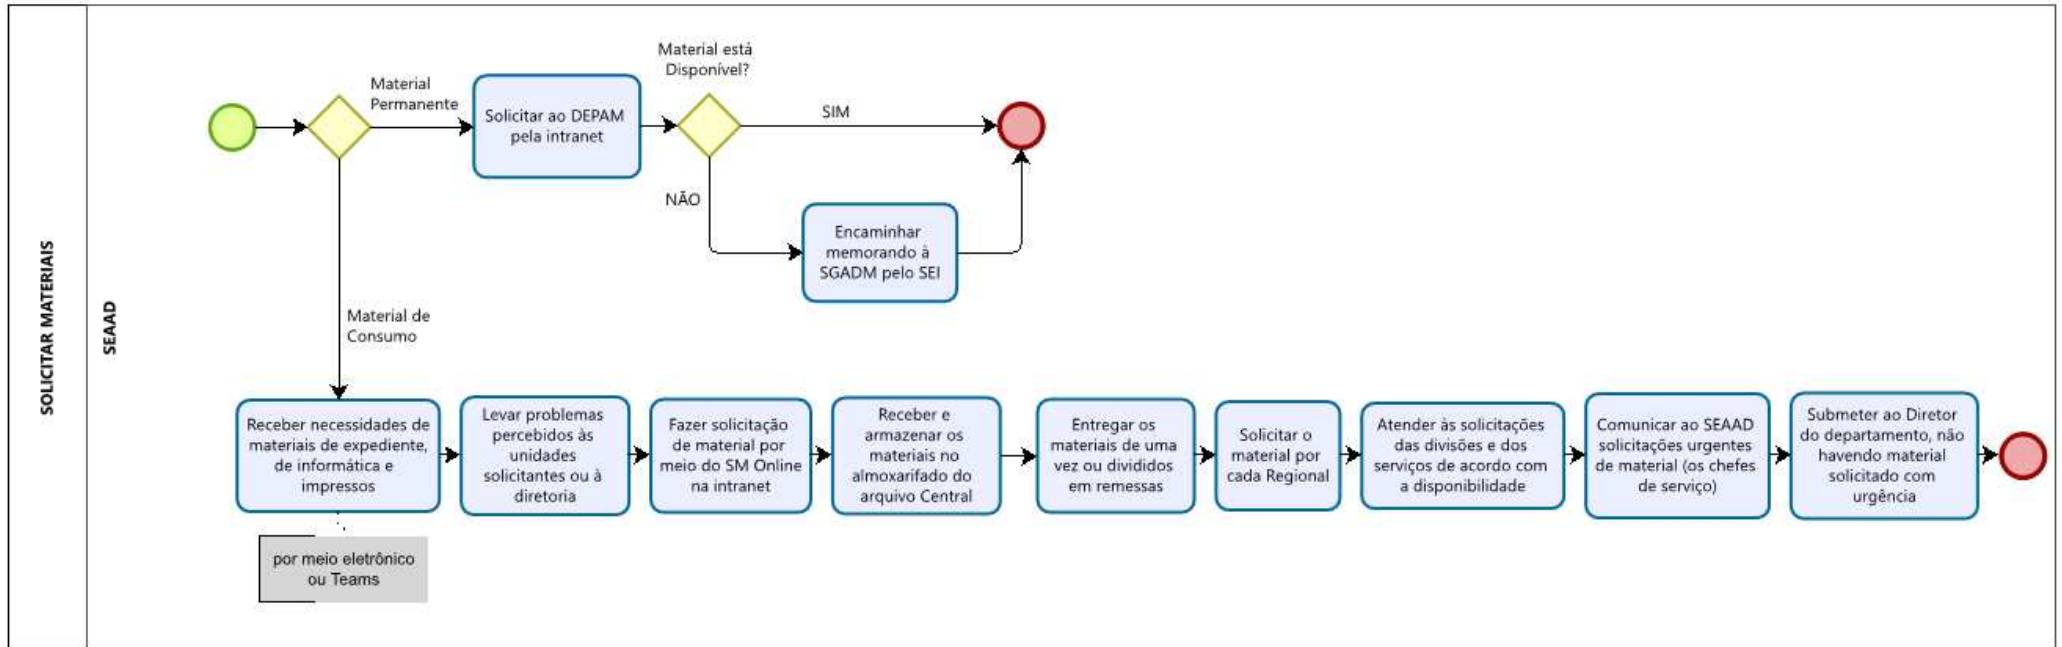 SOLICITAR MATERIAIS
SEAAD
Material
Permanente
Solicitar ao DEPAM
pela intranet
Material está
Disponível?
SIM
NÃO
Encaminhar
memorando à
SGADM pelo SEI
Material de
Consumo
Receber necessidades de
materiais de expediente,
de informática e
impressos
por meio eletrônico
ou Teams
Levar problemas
percebidos às
unidades
solicitantes ou à
diretoria
Fazer solicitação
de material por
meio do SM Online
na intranet
Receber e
armazenar os
materiais no
almoxarifado do
arquivo Central
Entregar os
materiais de uma
vez ou divididos
em remessas
Solicitar o
material por
cada Regional
Atender às solicitações
das divisões e dos
serviços de acordo com
a disponibilidade
Comunicar ao SEAAD
solicitações urgentes
de material (os chefes
de serviço)
Submeter ao Diretor
do departamento, não
havendo material
solicitado com
urgência